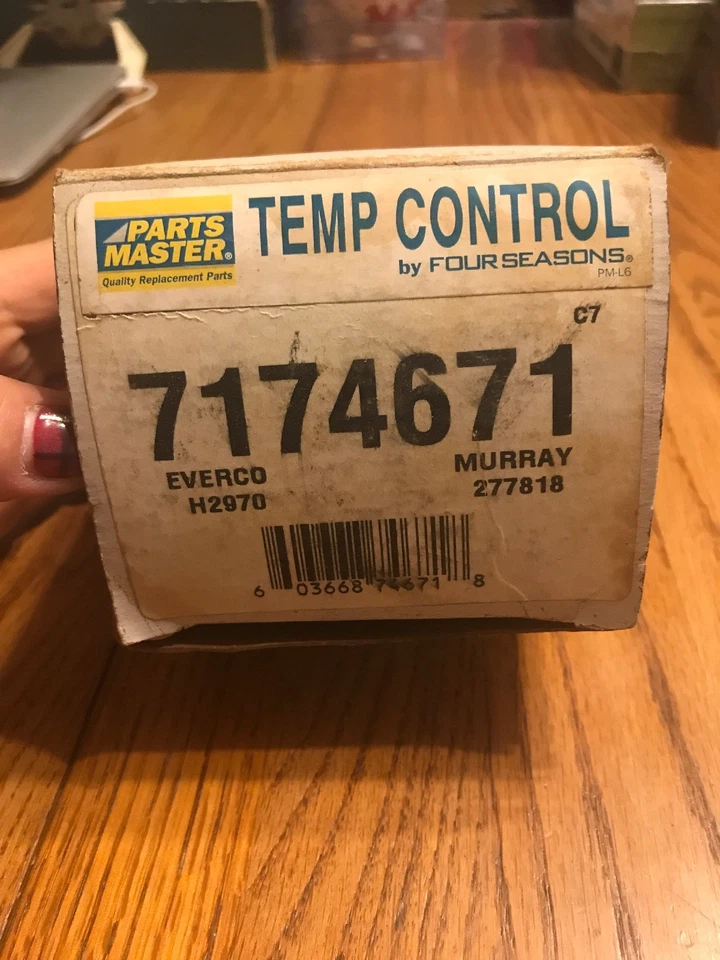 PARTS
MASTER®
Quality Replacement Parts
TEMP CONTROL
by FOUR SEASONS®
PM-L6
C7
7174671
EVERCO
H2970
MURRAY
277818
6 03668 74671 8